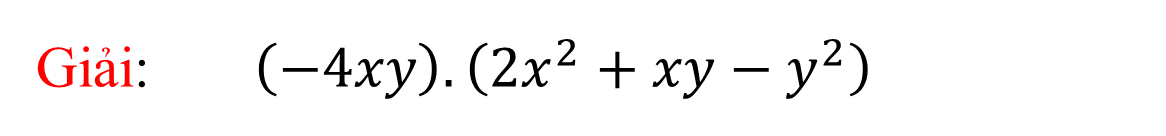 Giải: (−4xy).(2x² + xy − y²)